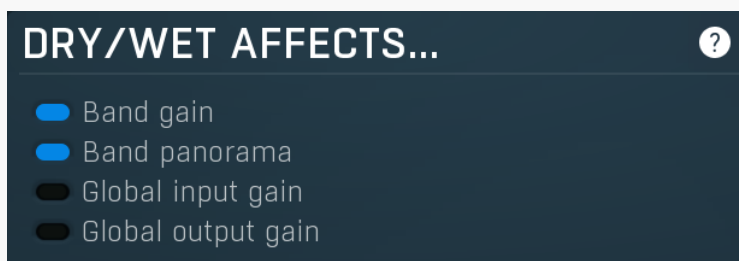 DRY/WET AFFECTS...
?
Band gain
Band panorama
Global input gain
Global output gain